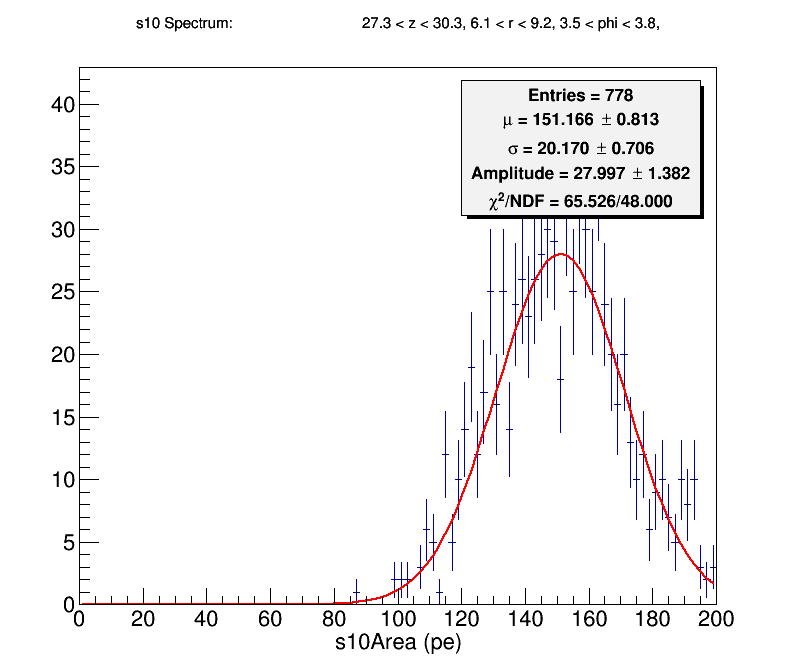 s10 Spectrum: 27.3 < z < 30.3, 6.1 < r < 9.2, 3.5 < phi < 3.8,
Entries = 778
μ = 151.166 ± 0.813
σ = 20.170 ± 0.706
Amplitude = 27.997 ± 1.382
χ²/NDF = 65.526/48.000
40
35
30
25
20
15
10
5
0
0 20 40 60 80 100 120 140 160 180 200
s10Area (pe)